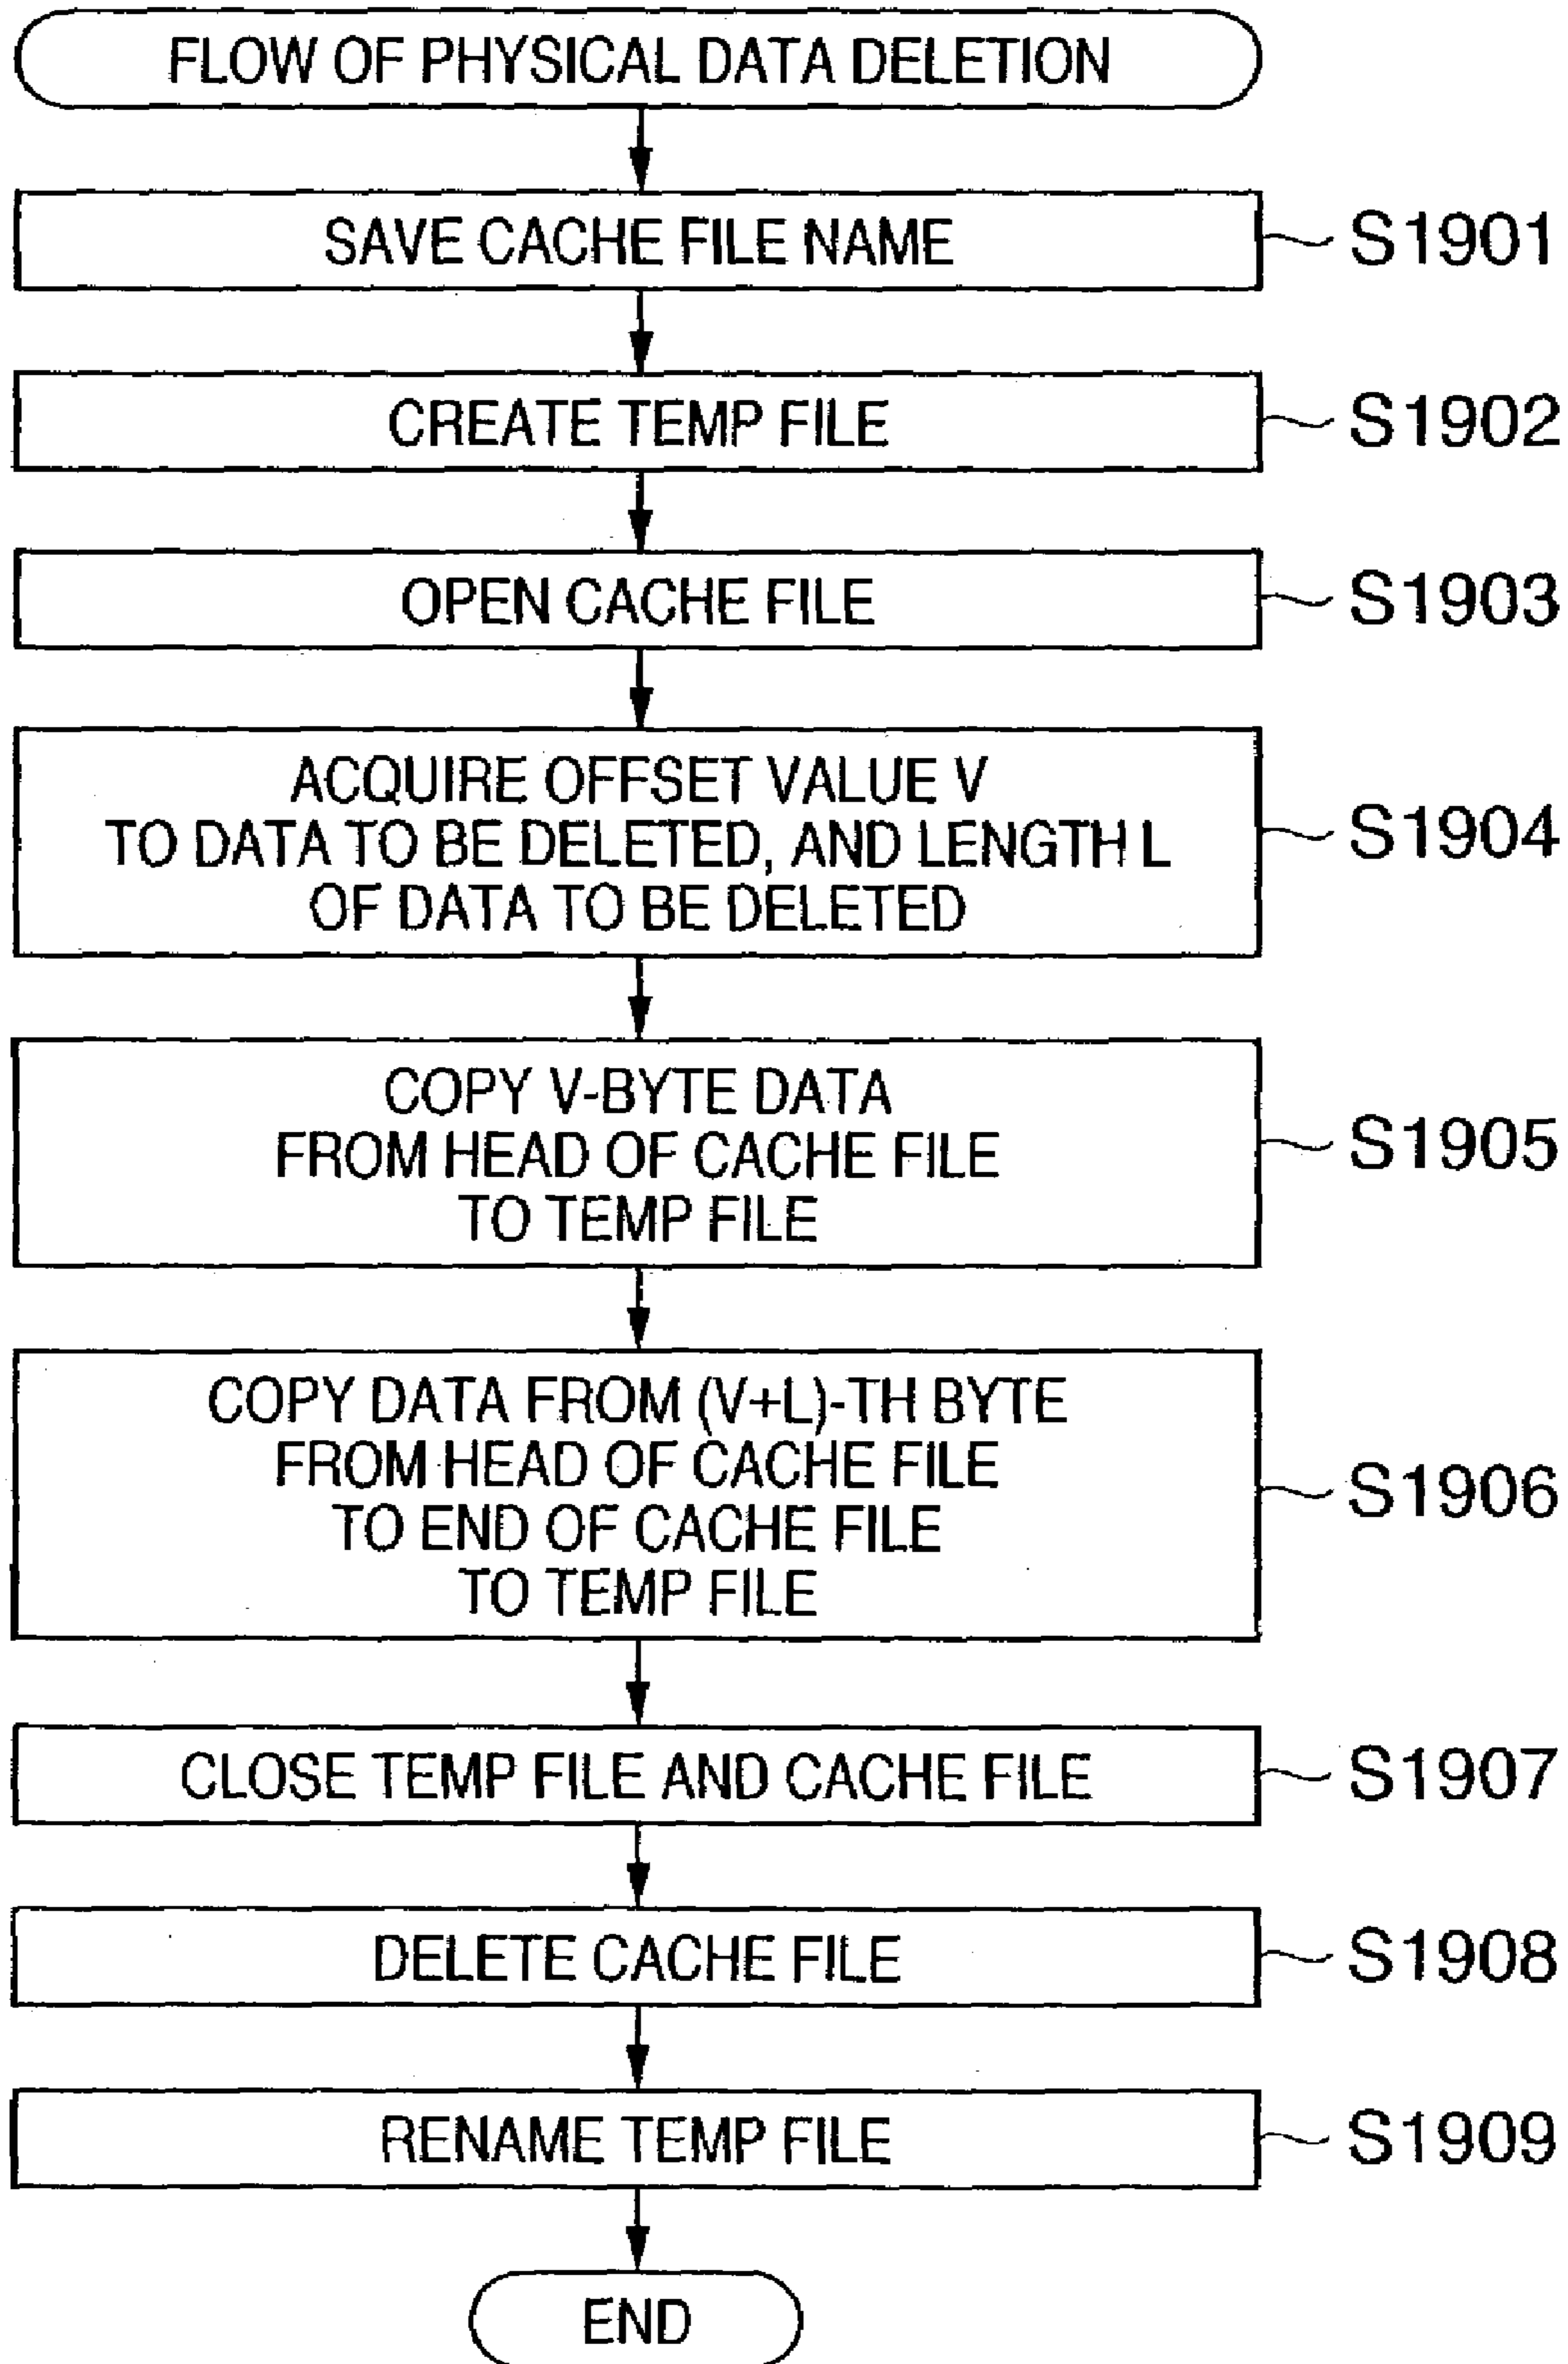 FLOW OF PHYSICAL DATA DELETION
SAVE CACHE FILE NAME
S1901
CREATE TEMP FILE
S1902
OPEN CACHE FILE
S1903
ACQUIRE OFFSET VALUE V
TO DATA TO BE DELETED, AND LENGTH L
OF DATA TO BE DELETED
S1904
COPY V-BYTE DATA
FROM HEAD OF CACHE FILE
TO TEMP FILE
S1905
COPY DATA FROM (V+L)-TH BYTE
FROM HEAD OF CACHE FILE
TO END OF CACHE FILE
TO TEMP FILE
S1906
CLOSE TEMP FILE AND CACHE FILE
S1907
DELETE CACHE FILE
S1908
RENAME TEMP FILE
S1909
END